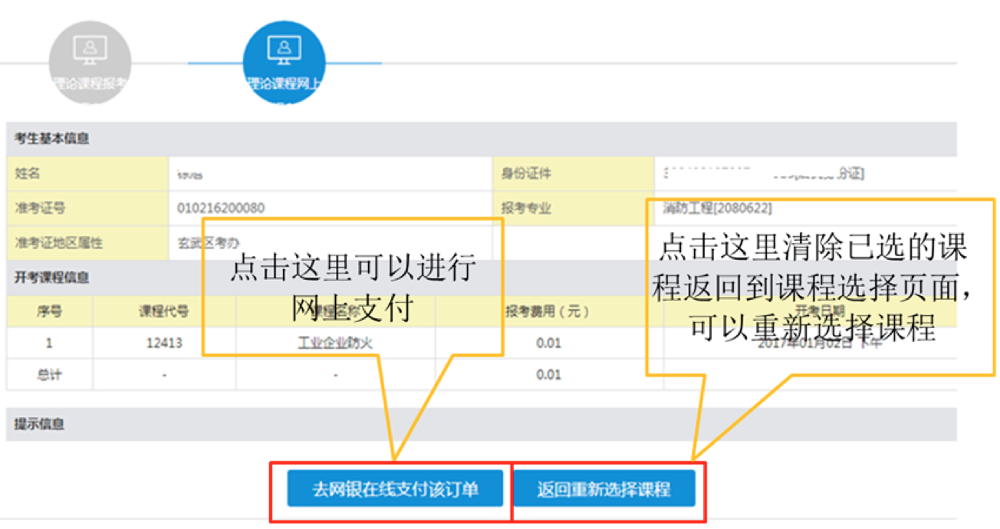 理论课程报考
理论课程网上
考生基本信息
姓名
身份证件
份证]
准考证号 010216200080 报考专业 消防工程[2080622]
准考证地区属性 玄武区考办
点击这里可以进行
网上支付
点击这里清除已选的课
程返回到课程选择页面，
可以重新选择课程
开考课程信息
序号 课程代号 课程名称 报考费用（元） 开考日期
1 12413 工业企业防火 0.01 2017年01月02日 下午
总计 - - 0.01
提示信息
去网银在线支付该订单 返回重新选择课程